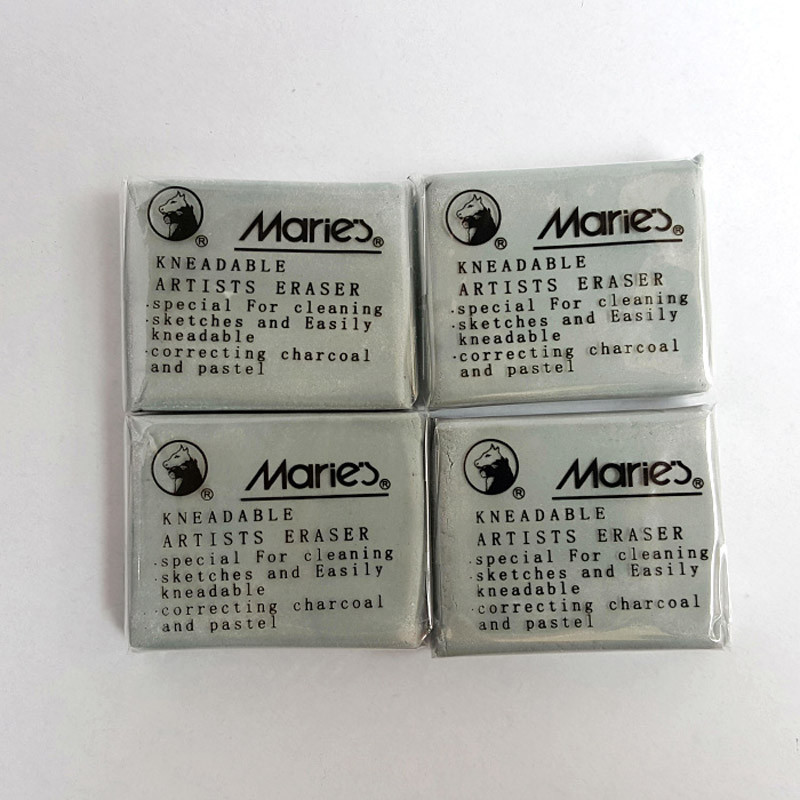 Marie's®
®
KNEADABLE
ARTISTS ERASER
·special For cleaning
·sketches and Easily
kneadable
·correcting charcoal
and pastel
Marie's®
®
KNEADABLE
ARTISTS ERASER
·special For cleaning
·sketches and Easily
kneadable
·correcting charcoal
and pastel
Marie's®
®
KNEADABLE
ARTISTS ERASER
·special For cleaning
·sketches and Easily
kneadable
·correcting charcoal
and pastel
Marie's®
®
KNEADABLE
ARTISTS ERASER
·special For cleaning
·sketches and Easily
kneadable
·correcting charcoal
and pastel